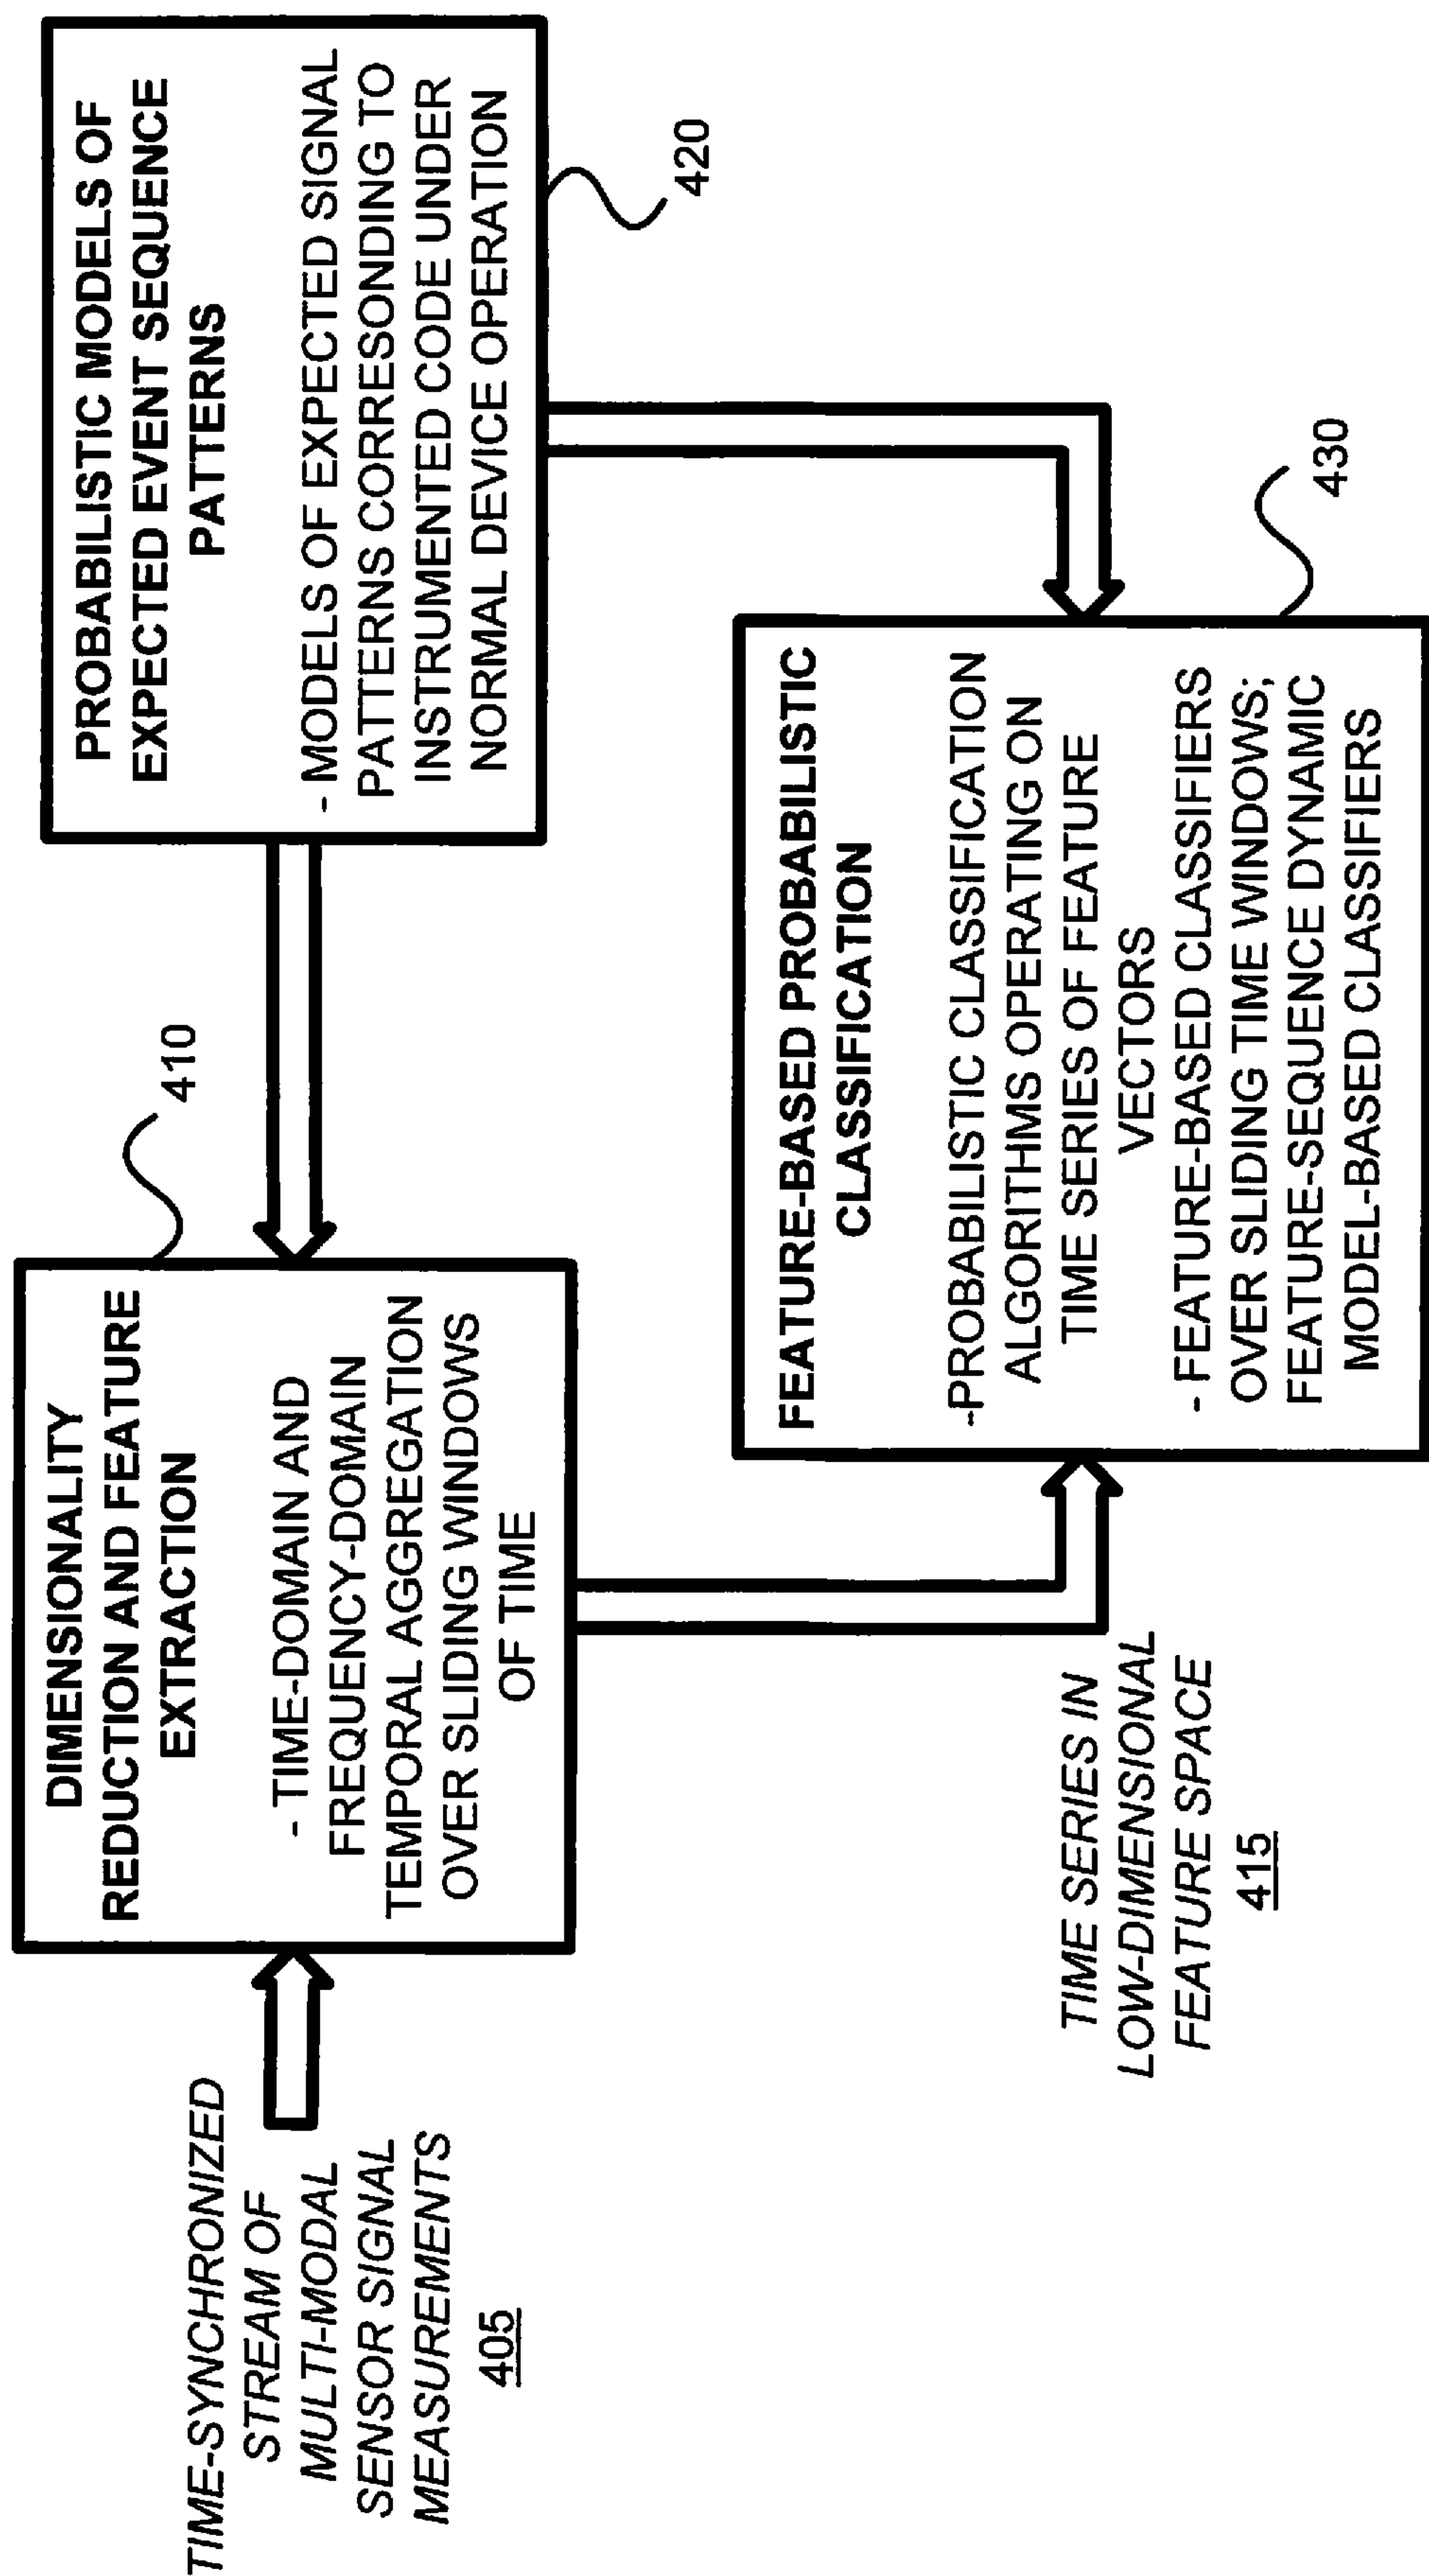 TIME-SYNCHRONIZED
STREAM OF
MULTI-MODAL
SENSOR SIGNAL
MEASUREMENTS
405
DIMENSIONALITY
REDUCTION AND FEATURE
EXTRACTION
- TIME-DOMAIN AND
FREQUENCY-DOMAIN
TEMPORAL AGGREGATION
OVER SLIDING WINDOWS
OF TIME
410
PROBABILISTIC MODELS OF
EXPECTED EVENT SEQUENCE
PATTERNS
- MODELS OF EXPECTED SIGNAL
PATTERNS CORRESONDING TO
INSTRUMENTED CODE UNDER
NORMAL DEVICE OPERATION
420
TIME SERIES IN
LOW-DIMENSIONAL
FEATURE SPACE
415
FEATURE-BASED PROBABILISTIC
CLASSIFICATION
-PROBABILISTIC CLASSIFICATION
ALGORITHMS OPERATING ON
TIME SERIES OF FEATURE
VECTORS
- FEATURE-BASED CLASSIFIERS
OVER SLIDING TIME WINDOWS;
FEATURE-SEQUENCE DYNAMIC
MODEL-BASED CLASSIFIERS
430